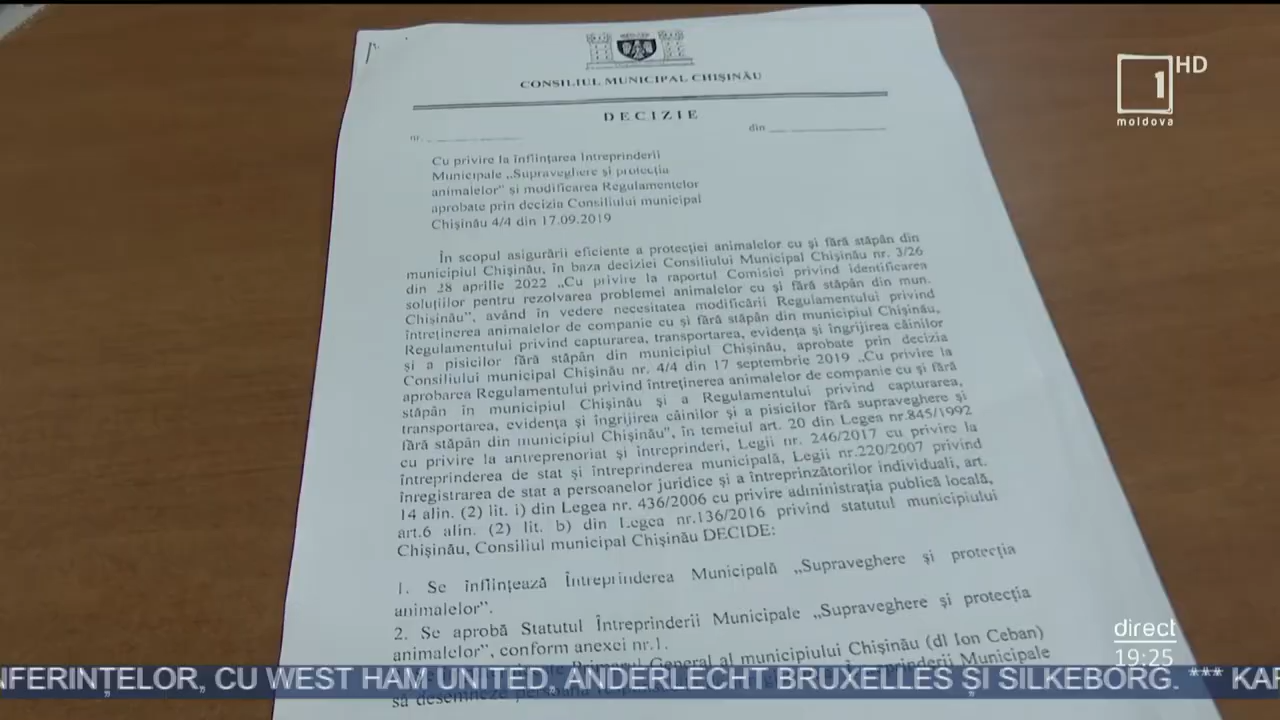 CONSILIUL MUNICIPAL CHIȘINĂU
DECIZIE
nr. din
Cu privire la înființarea Întreprinderii
Municipale „Supraveghere și protecția
animalelor” și modificarea Regulamentelor
aprobate prin decizia Consiliului municipal
Chișinău 4/4 din 17.09.2019
În scopul asigurării eficiente a protecției animalelor cu și fără stăpân din
municipiul Chișinău, în baza deciziei Consiliului Municipal Chișinău nr. 3/26
din 28 aprilie 2022 „Cu privire la raportul Comisiei privind identificarea
soluțiilor pentru rezolvarea problemei animalelor cu și fără stăpân din mun.
Chișinău”, având în vedere necesitatea modificării Regulamentului privind
întreținerea animalelor de companie cu și fără stăpân din municipiul Chișinău,
Regulamentului privind capturarea, transportarea, evidența și îngrijirea câinilor
și a pisicilor fără stăpân din municipiul Chișinău, aprobate prin decizia
Consiliului municipal Chișinău nr. 4/4 din 17 septembrie 2019 „Cu privire la
aprobarea Regulamentului privind întreținerea animalelor de companie cu și fără
stăpân în municipiul Chișinău și a Regulamentului privind capturarea,
transportarea, evidența și îngrijirea câinilor și a pisicilor fără supraveghere și
fără stăpân din municipiul Chișinău”, în temeiul art. 20 din Legea nr.845/1992
cu privire la antreprenoriat și întreprinderi, Legii nr. 246/2017 cu privire la
întreprinderea de stat și întreprinderea municipală, Legii nr.220/2007 privind
înregistrarea de stat a persoanelor juridice și a întreprinzătorilor individuali, art.
14 alin. (2) lit. i) din Legea nr. 436/2006 cu privire administrația publică locală,
art.6 alin. (2) lit. b) din Legea nr.136/2016 privind statutul municipiului
Chișinău, Consiliul municipal Chișinău DECIDE:
1. Se înființează Întreprinderea Municipală „Supraveghere și protecția
animalelor”.
2. Se aprobă Statutul Întreprinderii Municipale „Supraveghere și protecția
animalelor”, conform anexei nr.1.
Primarul General al municipiului Chișinău (dl Ion Ceban)
să desemneze Întreprinderii Municipale
1 HD
moldova
direct
19:25
NFERINȚELOR, CU WEST HAM UNITED, ANDERLECHT BRUXELLES ȘI SILKEBORG. *** KAR